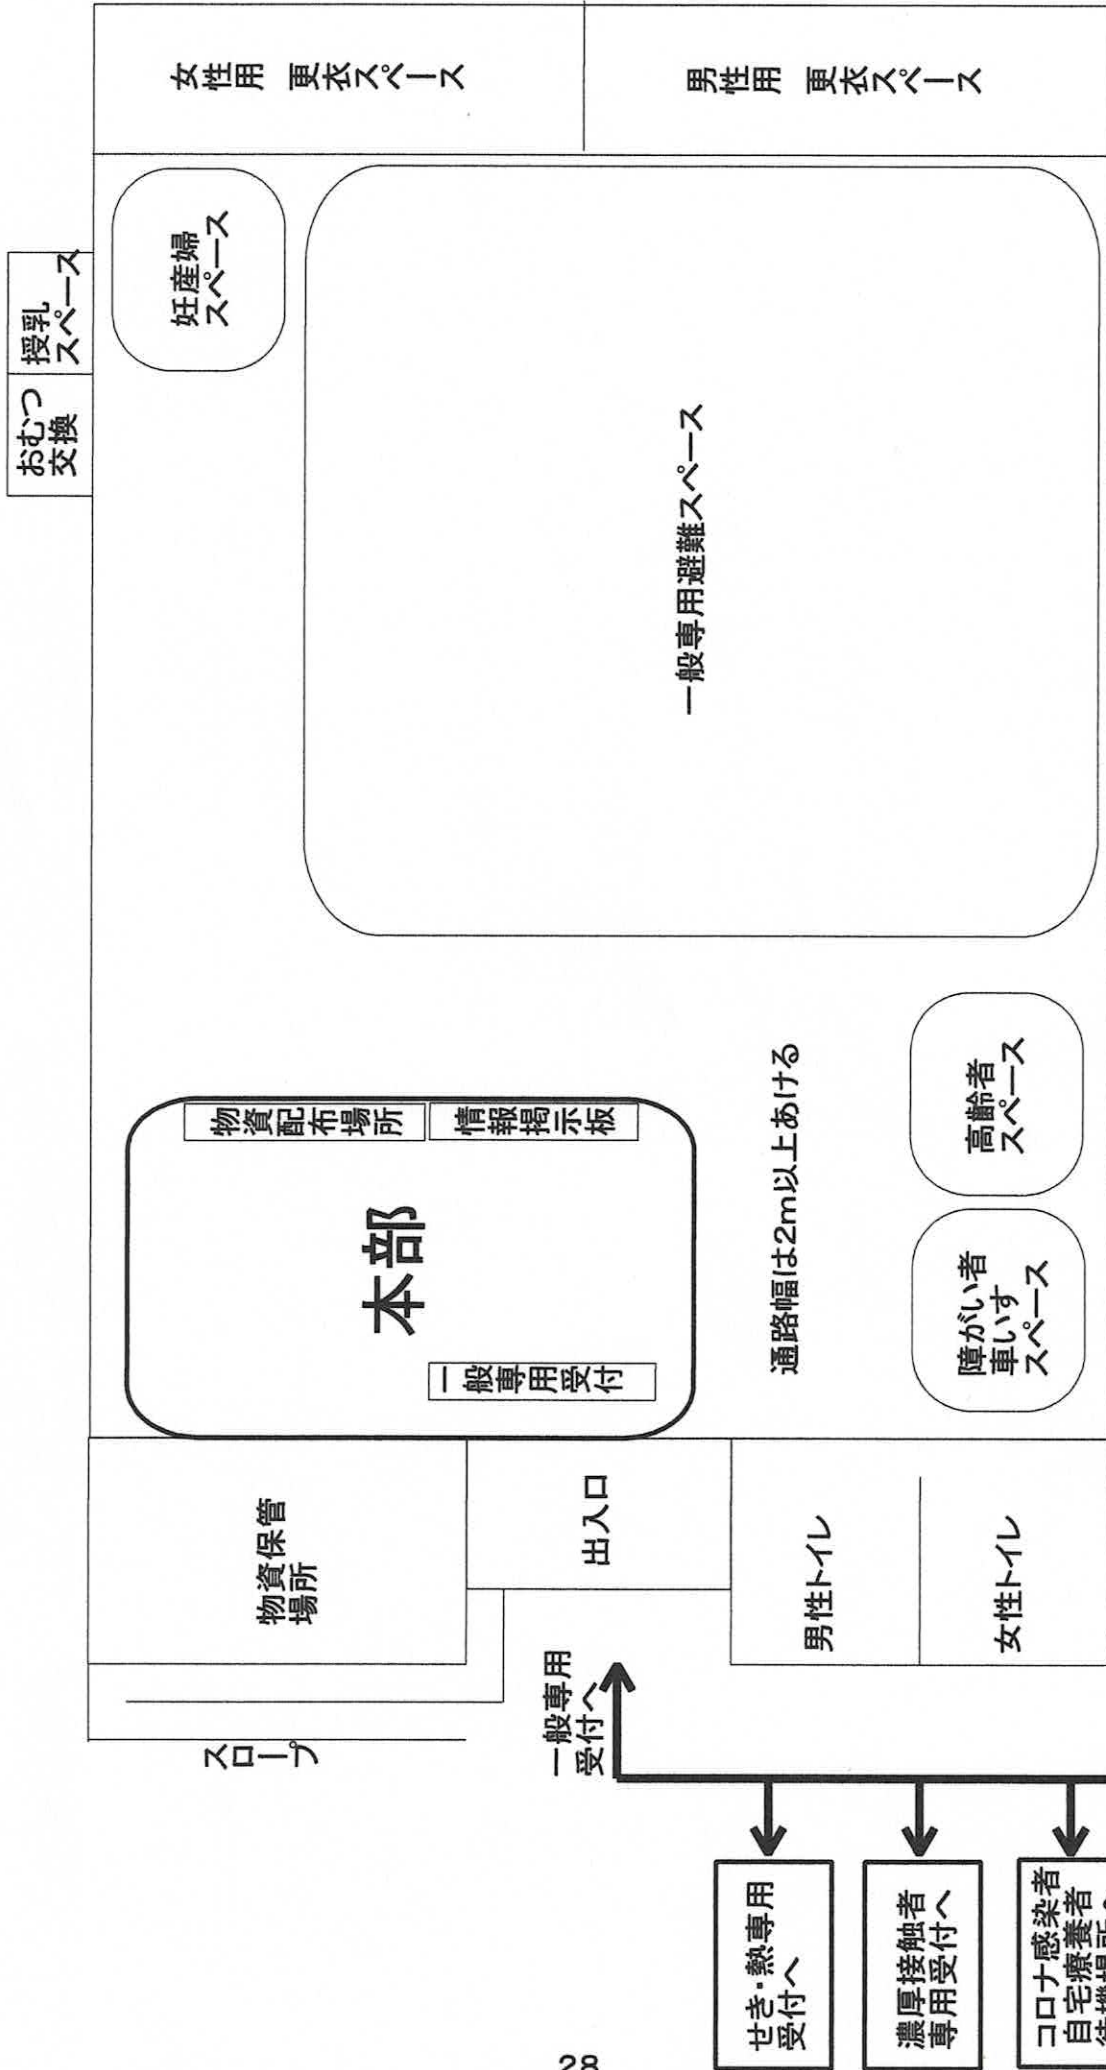 女性用 更衣スペース
男性用 更衣スペース
授乳
スペース
おむつ
交換
妊産婦
スペース
一般専用避難スペース
物資配布場所
情報掲示板
本部
一般専用受付
通路幅は2m以上あける
高齢者
スペース
障がい者
車いす
スペース
物資保管
場所
出入口
男性トイレ
女性トイレ
スロープ
一般専用
受付へ
せき・熱専用
受付へ
濃厚接触者
専用受付へ
コロナ感染者
自宅療養者
待機場所へ
28